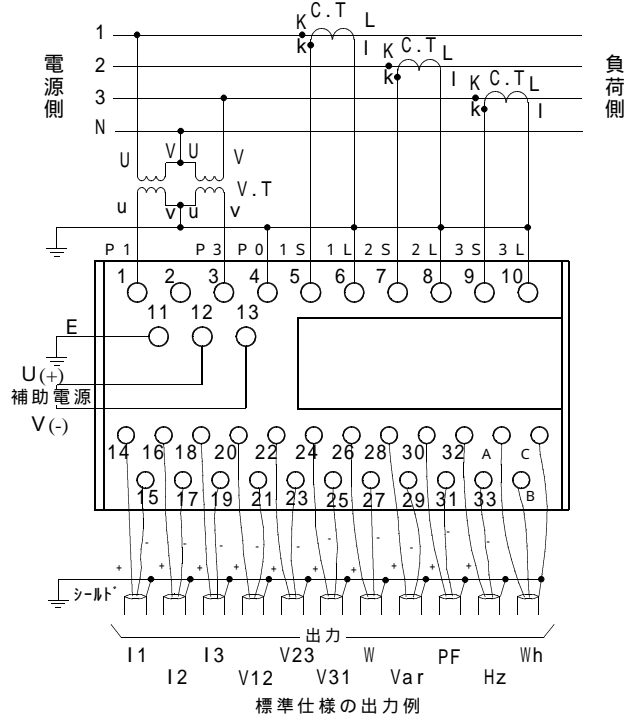 C.T
K L
1
k l
C.T
K L
2
k l
C.T
K L
3
k l
N
電源側
負荷側
U V U V
V.T
u v u v
P1 P3 P0 1S 1L 2S 2L 3S 3L
1 2 3 4 5 6 7 8 9 10
11 12 13
E
U(+)
補助電源
V(-)
14 16 18 20 22 24 26 28 30 32 A C
15 17 19 21 23 25 27 29 31 33 B
- - - - - - - - - -
+ + + + + + + + + +
シールド
出力
I1 I3 V23 W PF Wh
I2 V12 V31 Var Hz
標準仕様の出力例